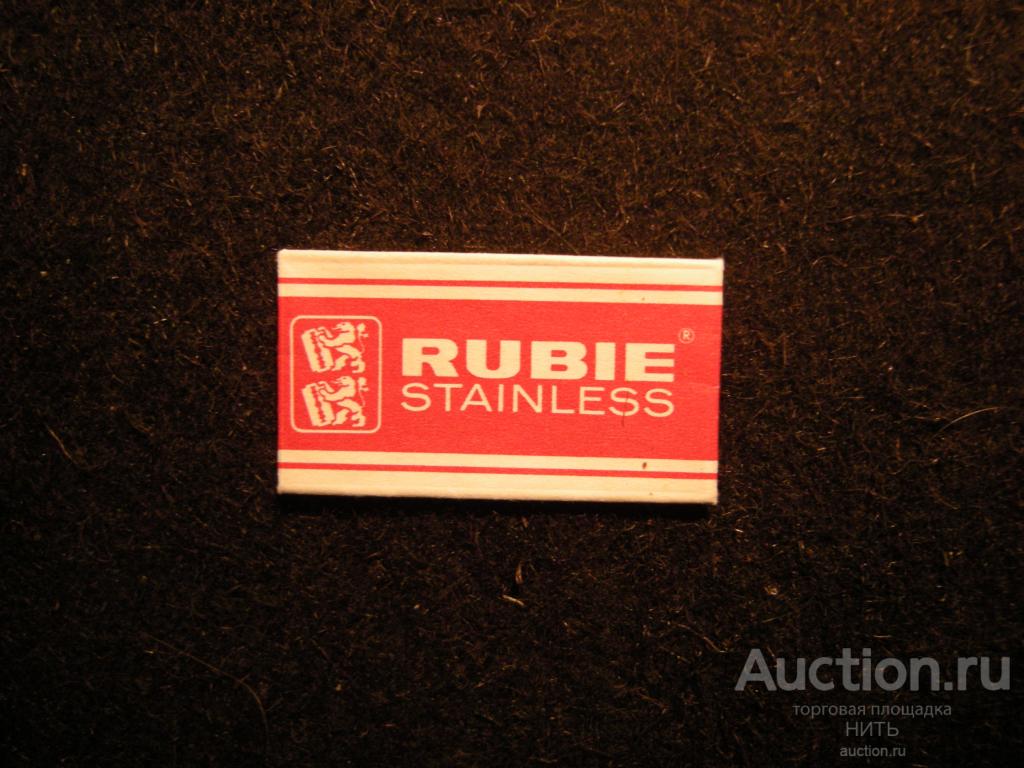 RUBIE ®
STAINLESS
Auction.ru
торговая площадка
НИТЬ
auction.ru